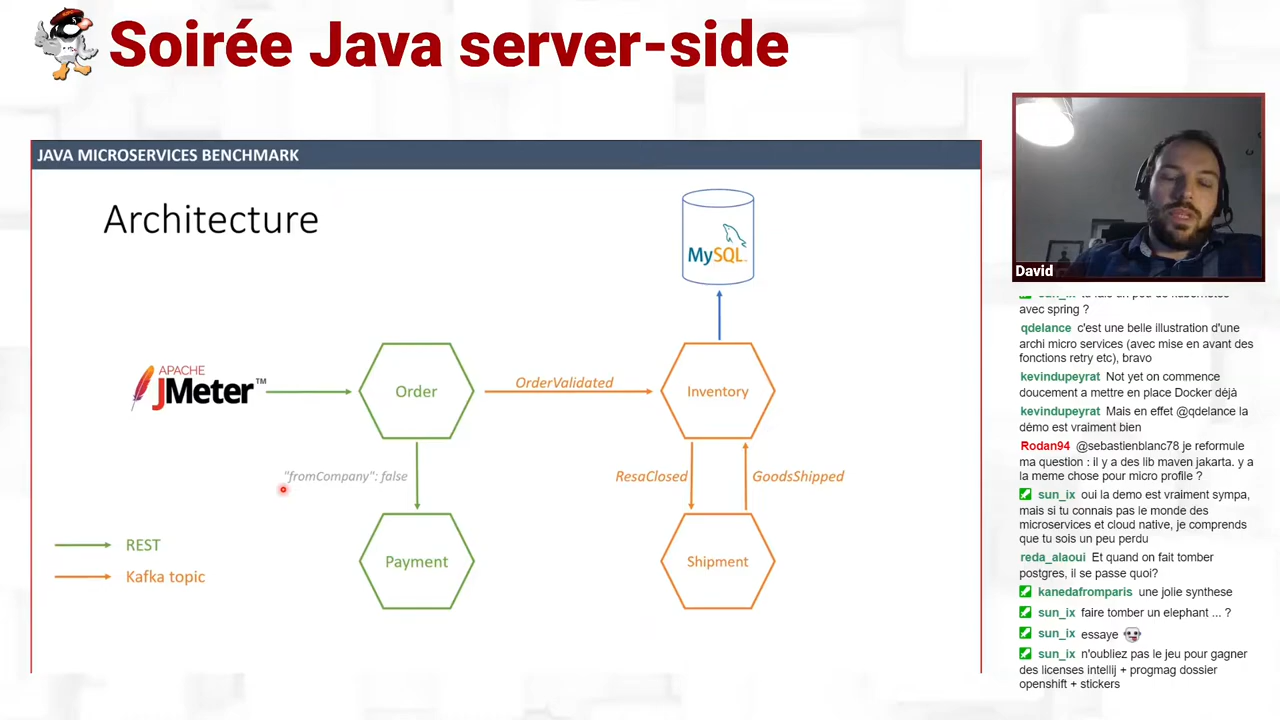 Soirée Java server-side
JAVA MICROSERVICES BENCHMARK
Architecture
MySQL™
APACHE
JMeter™
Order
OrderValidated
Inventory
"fromCompany": false
ResaClosed
GoodsShipped
Payment
Shipment
REST
Kafka topic
David
avec spring ?
qdelance c'est une belle illustration d'une
archi micro services (avec mise en avant des
fonctions retry etc), bravo
kevindupeyrat Not yet on commence
doucement a mettre en place Docker déjà
kevindupeyrat Mais en effet @qdelance la
démo est vraiment bien
Rodan94 @sebastienblanc78 je reformule
ma question : il y a des lib maven jakarta. y a
la meme chose pour micro profile ?
sun_ix oui la demo est vraiment sympa,
mais si tu connais pas le monde des
microservices et cloud native, je comprends
que tu sois un peu perdu
reda_alaoui Et quand on fait tomber
postgres, il se passe quoi?
kanedafromparis une jolie synthese
sun_ix faire tomber un elephant ... ?
sun_ix essaye
sun_ix n'oubliez pas le jeu pour gagner
des licenses intellij + progmag dossier
openshift + stickers